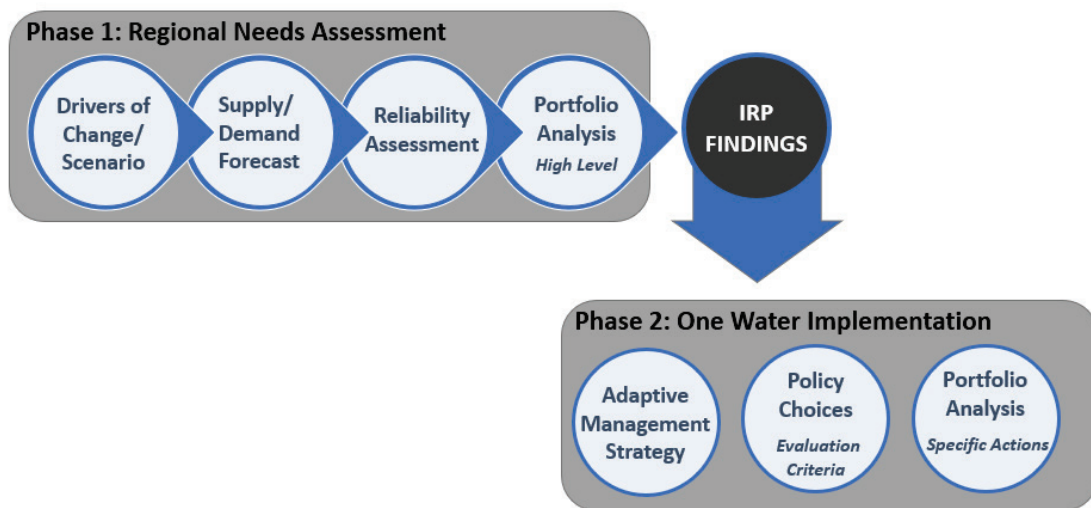 Phase 1: Regional Needs Assessment
Drivers of
Change/
Scenario
Supply/
Demand
Forecast
Reliability
Assessment
Portfolio
Analysis
High Level
IRP
FINDINGS
Phase 2: One Water Implementation
Adaptive
Management
Strategy
Policy
Choices
Evaluation
Criteria
Portfolio
Analysis
Specific Actions